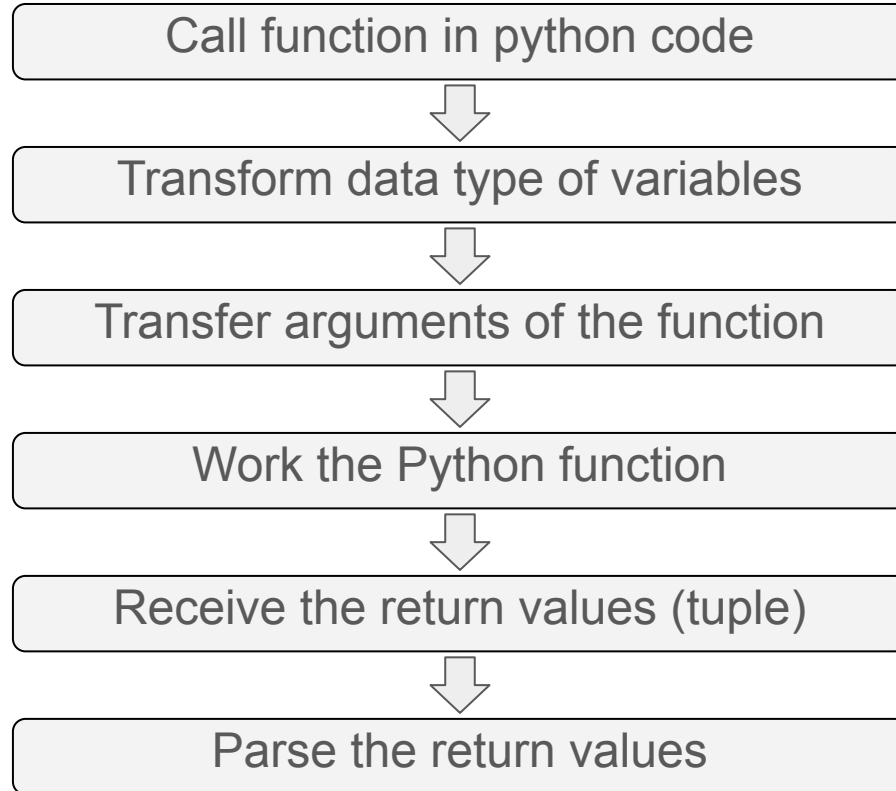 Call function in python code
Transform data type of variables
Transfer arguments of the function
Work the Python function
Receive the return values (tuple)
Parse the return values